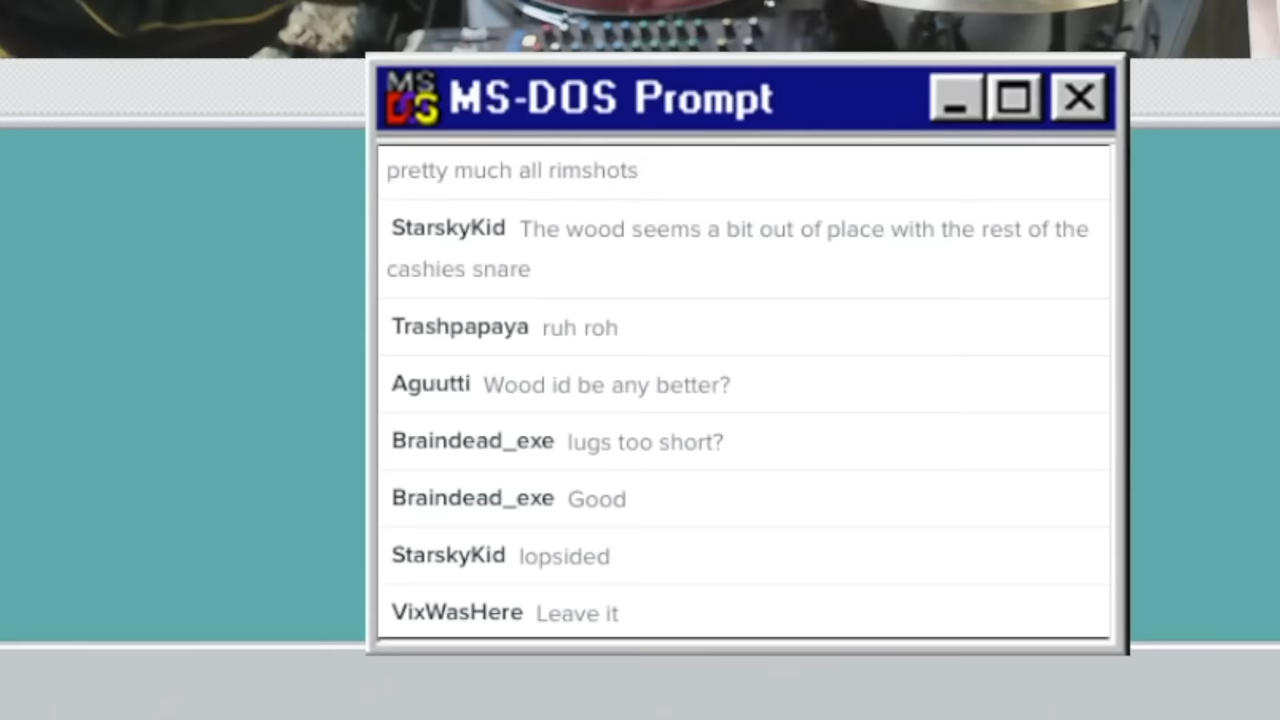 MS
DOS
MS-DOS Prompt
pretty much all rimshots
StarskyKid The wood seems a bit out of place with the rest of the
cashies snare
Trashpapaya ruh roh
Aguutti Wood id be any better?
Braindead_exe lugs too short?
Braindead_exe Good
StarskyKid lopsided
VixWasHere Leave it